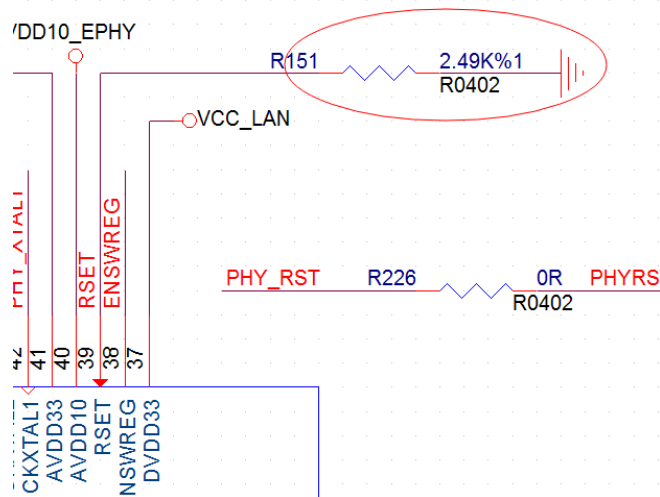 VDD10_EPHY
R151
2.49K%1
R0402
VCC_LAN
PHY_XTAL1
RSET
ENSWREG
PHY_RST
R226
0R
PHYRS
R0402
42
41
40
39
38
37
CKXTAL1
AVDD33
AVDD10
RSET
NSWREG
DVDD33